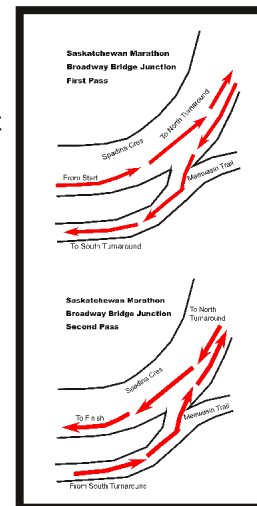 Saskatchewan Marathon
Broadway Bridge Junction
First Pass
To North Turnaround
Spadina Cres
From Start
Meewasin Trail
To South Turnaround
Saskatchewan Marathon
Broadway Bridge Junction
Second Pass
To North
Turnaround
Spadina Cres
To Finish
Meewasin Trail
From South Turnaround